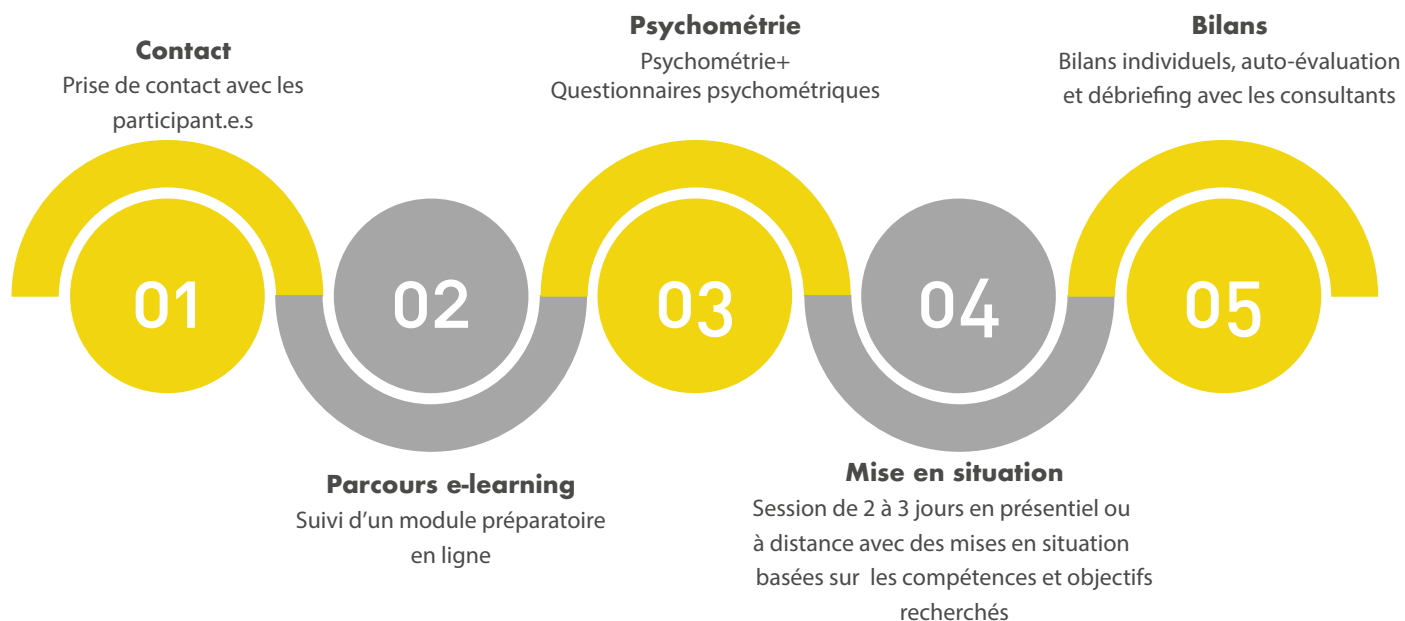 Contact
Prise de contact avec les
participant.e.s
01
Parcours e-learning
Suivi d'un module préparatoire
en ligne
02
Psychométrie
Psychométrie+
Questionnaires psychométriques
03
Mise en situation
Session de 2 à 3 jours en présentiel ou
à distance avec des mises en situation
basées sur les compétences et objectifs
recherchés
04
Bilans
Bilans individuels, auto-évaluation
et débriefing avec les consultants
05